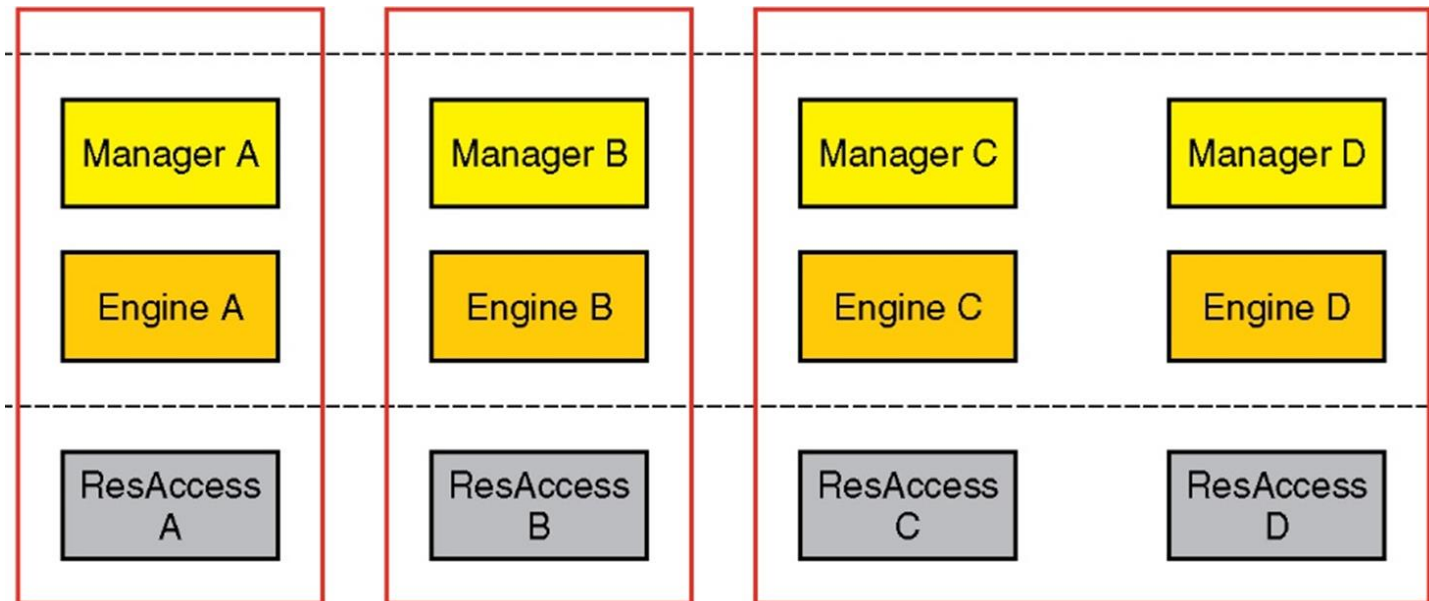 Manager A
Manager B
Manager C
Manager D
Engine A
Engine B
Engine C
Engine D
ResAccess
A
ResAccess
B
ResAccess
C
ResAccess
D